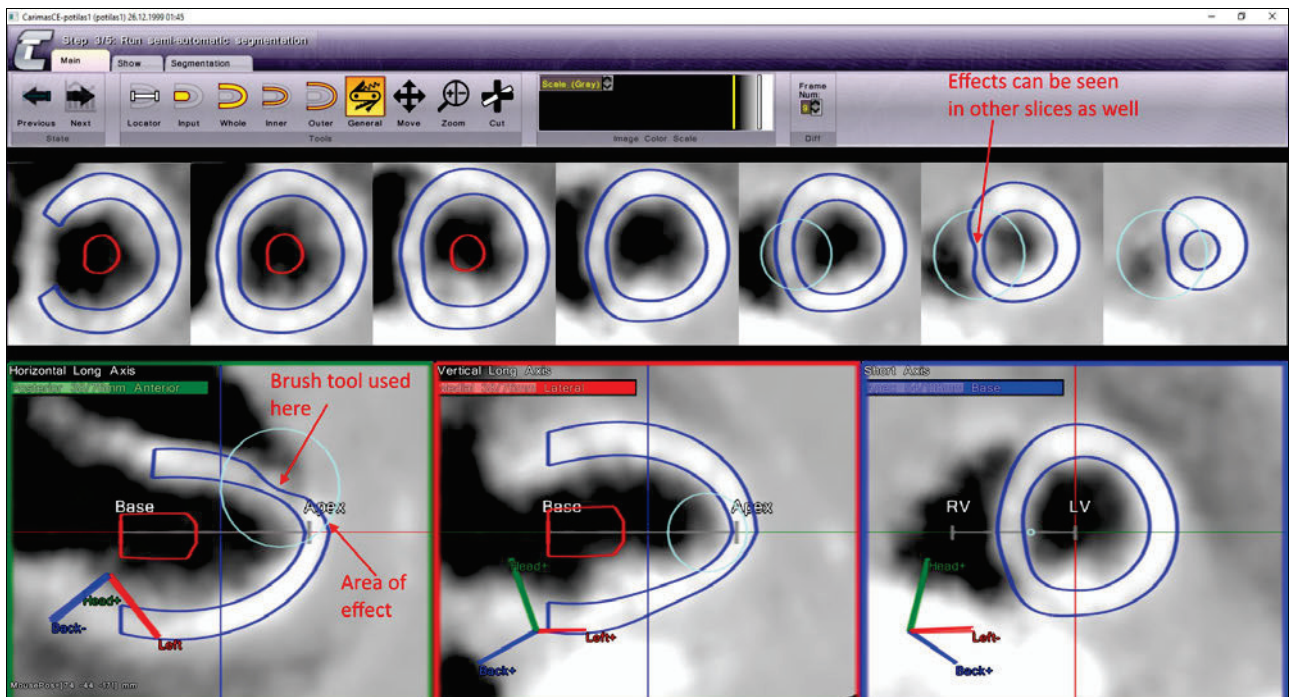 CarimasCE-potilas1 (potilas1) 26.12.1999 01:45
Step 3/5: Run semi-automatic segmentation
Main Show Segmentation
Scale (Gray)
Frame
Num:
0
Previous Next Locator Input Whole Inner Outer General Move Zoom Cut
State Tools Image Color Scale Diff
Effects can be seen
in other slices as well
Horizontal Long Axis
Anterior
Brush tool used
here
Base
Apex
Area of
effect
Head+
Back-
Left
Vertical Long Axis
Lateral
Base
Apex
Head+
Left+
Back+
Short Axis
Base
RV LV
Head+
Left-
Back+